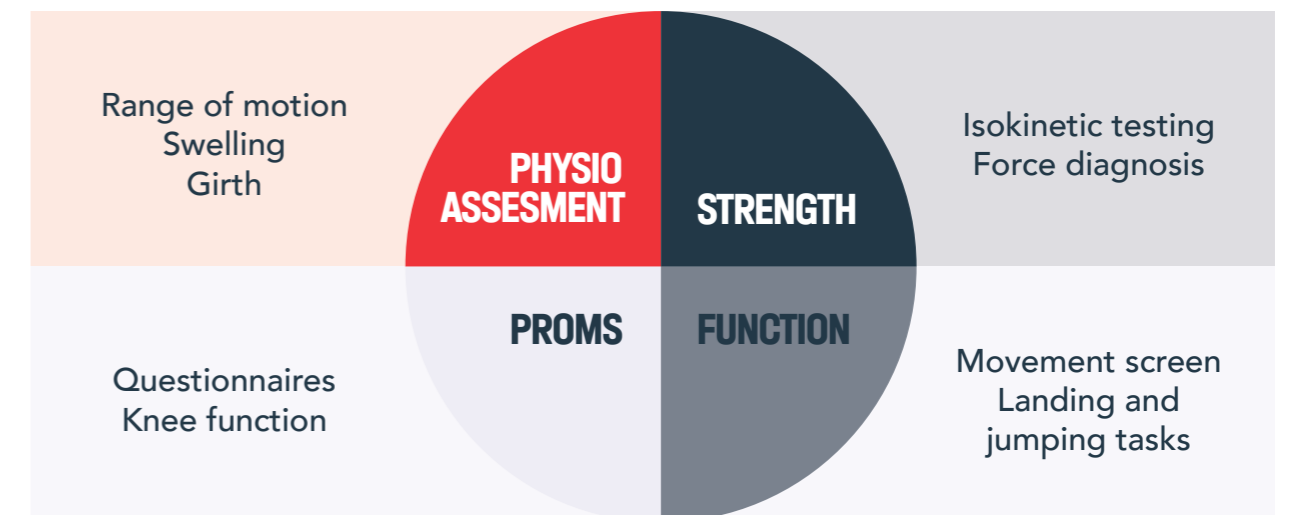 Range of motion
Swelling
Girth
PHYSIO
ASSESMENT
STRENGTH
Isokinetic testing
Force diagnosis
Questionnaires
Knee function
PROMS
FUNCTION
Movement screen
Landing and
jumping tasks